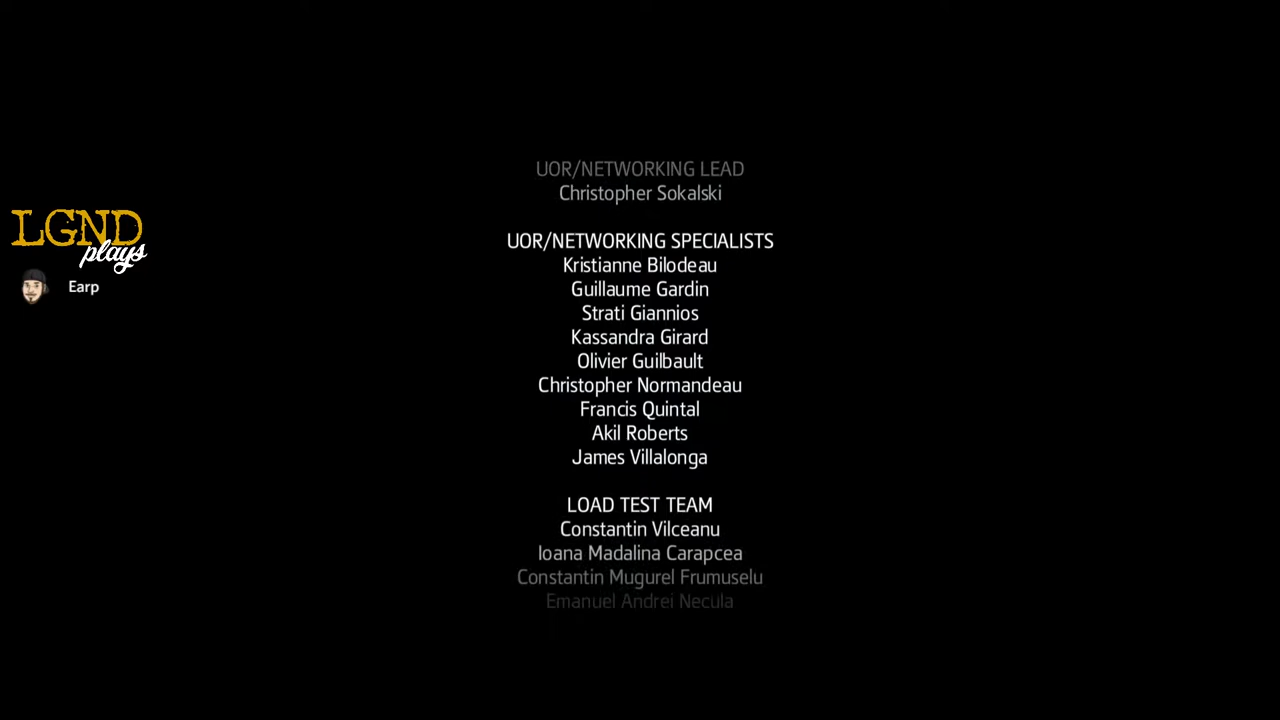 UOR/NETWORKING LEAD
Christopher Sokalski
LGND
plays
Earp
UOR/NETWORKING SPECIALISTS
Kristianne Bilodeau
Guillaume Gardin
Strati Giannios
Kassandra Girard
Olivier Guilbault
Christopher Normandeau
Francis Quintal
Akil Roberts
James Villalonga
LOAD TEST TEAM
Constantin Vilceanu
Ioana Madalina Carapcea
Constantin Mugurel Frumuselu
Emanuel Andrei Necula